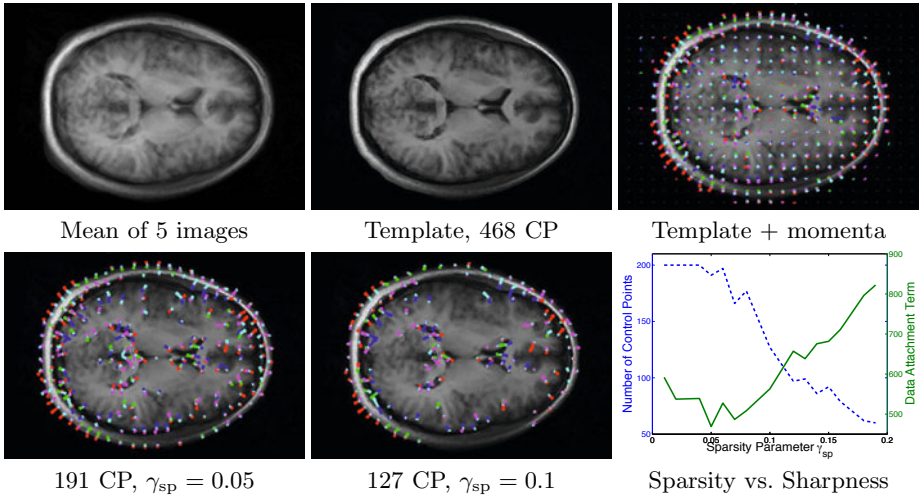 Mean of 5 images
Template, 468 CP
Template + momenta
191 CP, γsp = 0.05
127 CP, γsp = 0.1
Number of Control Points
200
150
100
50
900
800
700
600
500
Data Attachment Term
0
0.05
0.1
0.15
0.2
Sparsity Parameter γsp
Sparsity vs. Sharpness